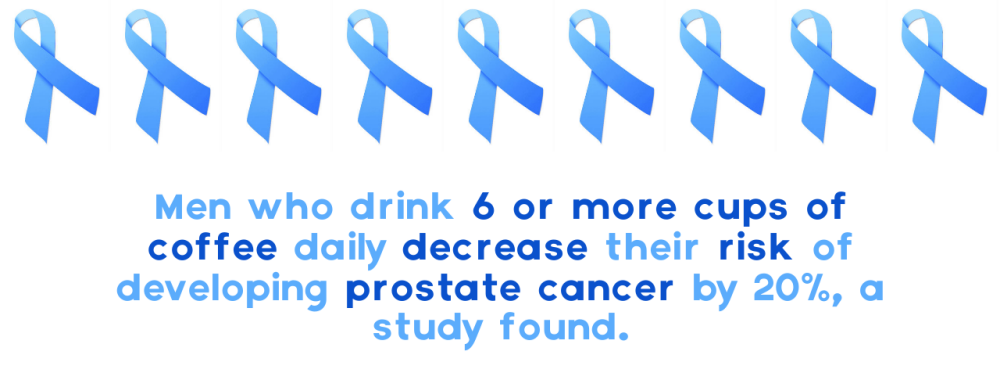 Men who drink 6 or more cups of
coffee daily decrease their risk of
developing prostate cancer by 20%, a
study found.